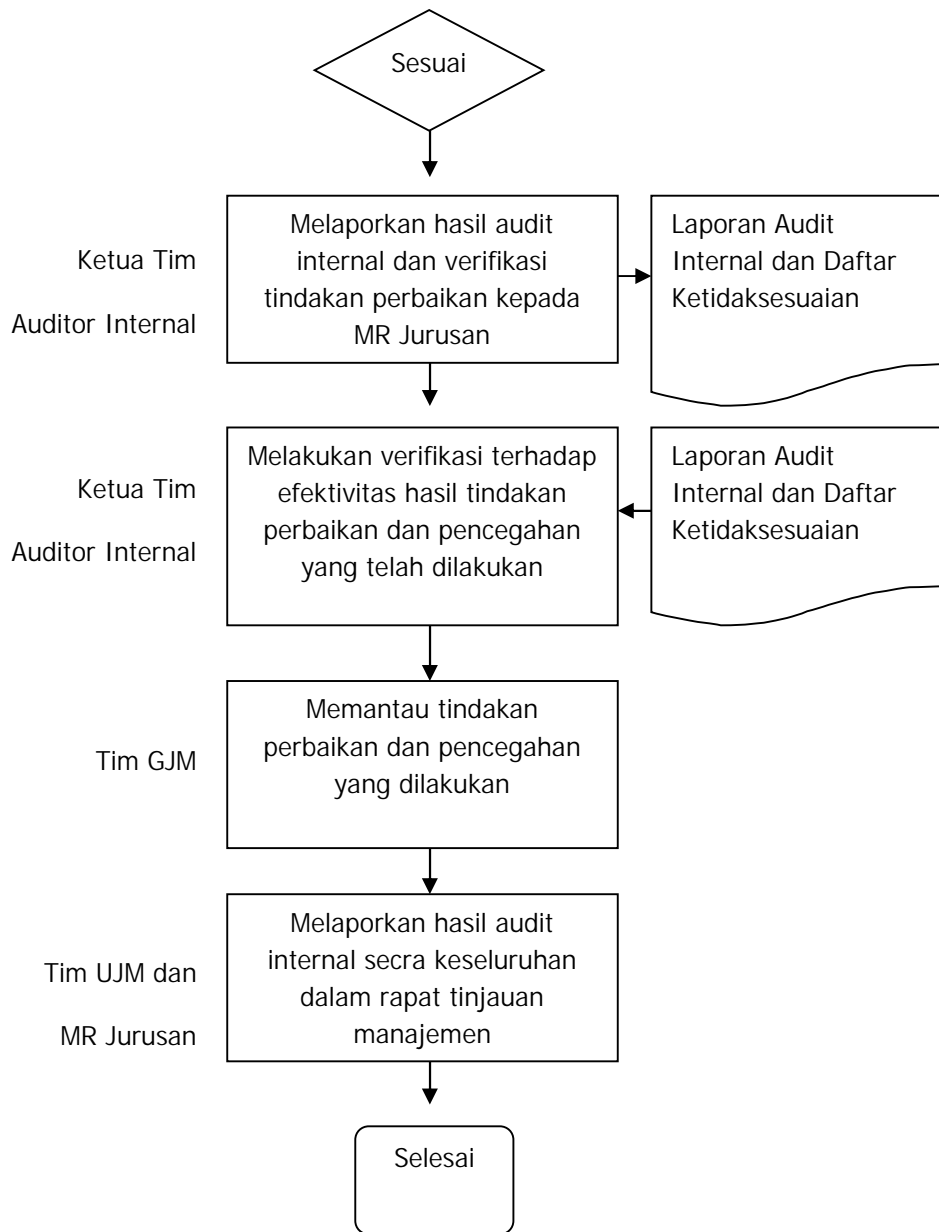 Sesuai
Ketua Tim
Auditor Internal
Melaporkan hasil audit
internal dan verifikasi
tindakan perbaikan kepada
MR Jurusan
Laporan Audit
Internal dan Daftar
Ketidaksesuaian
Ketua Tim
Auditor Internal
Melakukan verifikasi terhadap
efektivitas hasil tindakan
perbaikan dan pencegahan
yang telah dilakukan
Laporan Audit
Internal dan Daftar
Ketidaksesuaian
Tim GJM
Memantau tindakan
perbaikan dan pencegahan
yang dilakukan
Tim UJM dan
MR Jurusan
Melaporkan hasil audit
internal secra keseluruhan
dalam rapat tinjauan
manajemen
Selesai